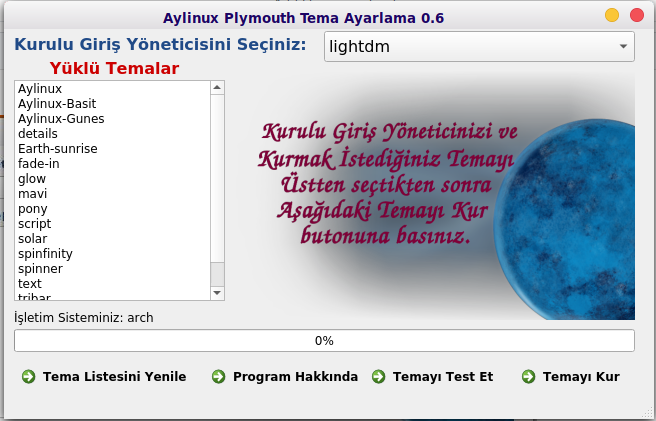 Aylinux Plymouth Tema Ayarlama 0.6
Kurulu Giriş Yöneticisini Seçiniz:
lightdm
Yüklü Temalar
Aylinux
Aylinux-Basit
Aylinux-Gunes
details
Earth-sunrise
fade-in
glow
mavi
pony
script
solar
spinfinity
spinner
text
tribar
Kurulu Giriş Yöneticinizi ve
Kurmak İstediğiniz Temayı
Üstten seçtikten sonra
Aşağıdaki Temayı Kur
butonuna basınız.
İşletim Sisteminiz: arch
0%
Tema Listesini Yenile
Program Hakkında
Temayı Test Et
Temayı Kur